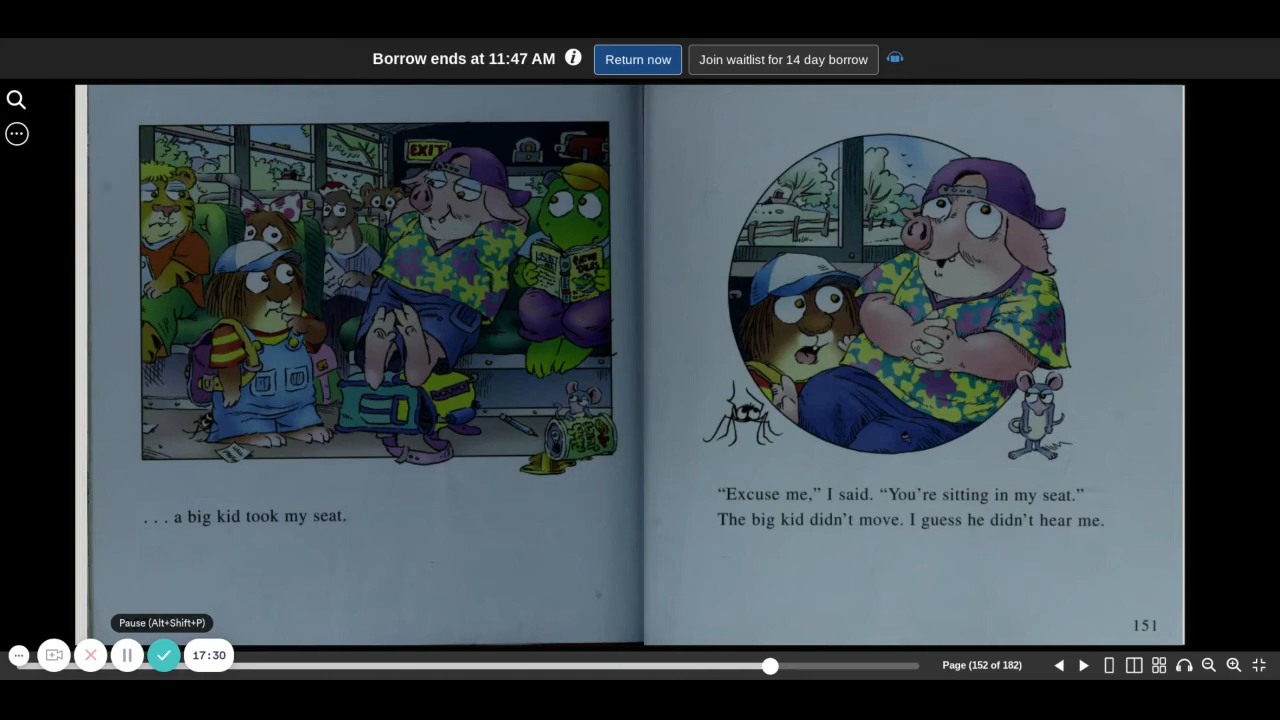 Borrow ends at 11:47 AM
Return now
Join waitlist for 14 day borrow
EXIT
. . . a big kid took my seat.
“Excuse me,” I said. “You’re sitting in my seat.”
The big kid didn’t move. I guess he didn’t hear me.
151
Pause (Alt+Shift+P)
17:30
Page (152 of 182)